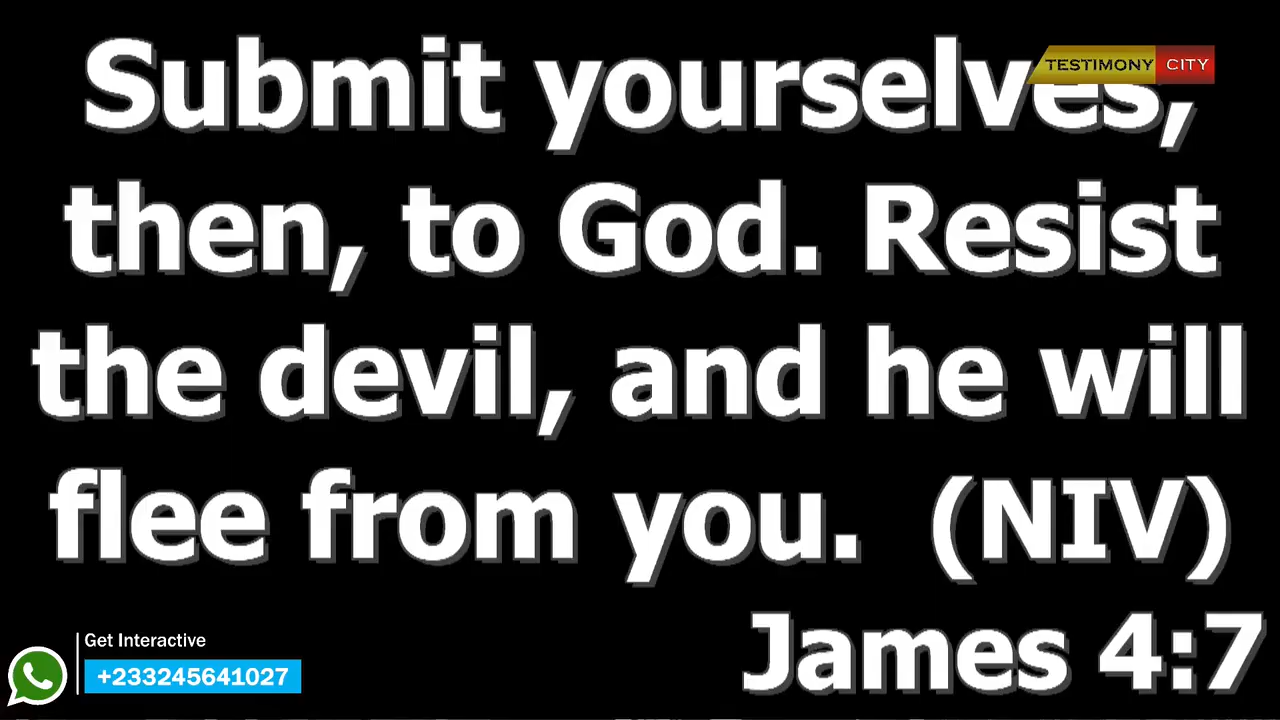 Submit yourselves,
TESTIMONY CITY
then, to God. Resist
the devil, and he will
flee from you. (NIV)
James 4:7
Get Interactive
+233245641027